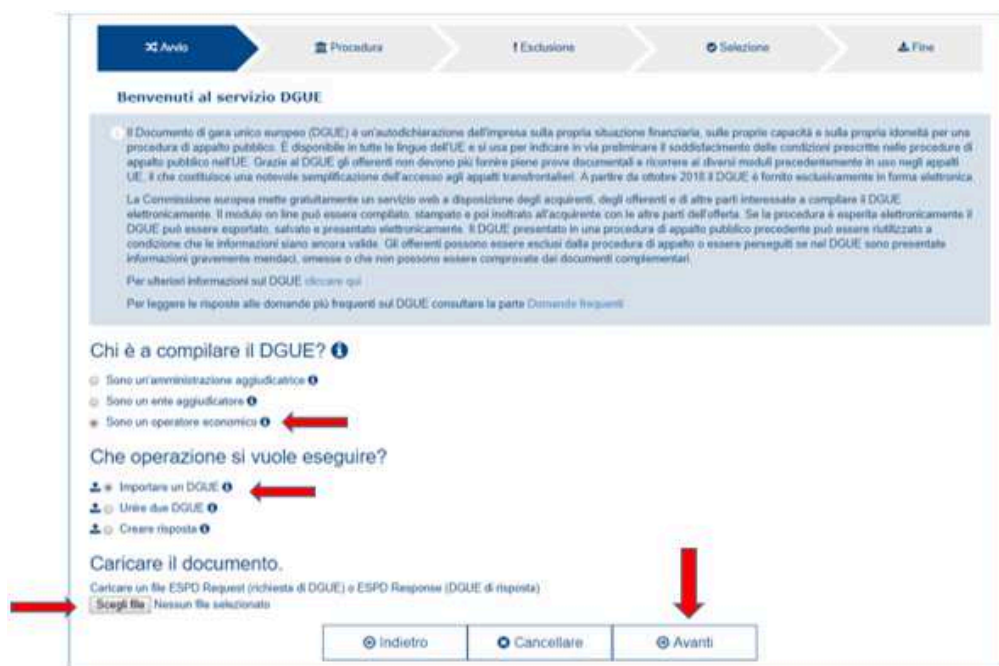 Avvio
Procedura
Esclusione
Selezione
Fine
Benvenuti al servizio DGUE
Il Documento di gara unico europeo (DGUE) è un'autodichiarazione dell'impresa sulla propria situazione finanziaria, sulle proprie capacità e sulla propria idoneità per una
procedura di appalto pubblico. È disponibile in tutte le lingue dell'UE e si usa per indicare in via preliminare il soddisfacimento delle condizioni prescritte nelle procedure di
appalto pubblico nell'UE. Grazie al DGUE gli offerenti non devono più fornire piene prove documentali e ricorrere ai diversi moduli precedentemente in uso negli appalti
UE, il che costituisce una notevole semplificazione dell'accesso agli appalti transfrontalieri. A partire da ottobre 2018 il DGUE è fornito esclusivamente in forma elettronica.
La Commissione europea mette gratuitamente un servizio web a disposizione degli acquirenti, degli offerenti e di altre parti interessate a compilare il DGUE
elettronicamente. Il modulo on line può essere compilato, stampato e poi inoltrato all'acquirente con le altre parti dell'offerta. Se la procedura è esperita elettronicamente il
DGUE può essere esportato, salvato e presentato elettronicamente. Il DGUE presentato in una procedura di appalto pubblico precedente può essere riutilizzato a
condizione che le informazioni siano ancora valide. Gli offerenti possono essere esclusi dalla procedura di appalto o essere perseguiti se nel DGUE sono presentate
informazioni gravemente mendaci, omesse o che non possono essere comprovate dai documenti complementari.
Per ulteriori informazioni sul DGUE cliccare qui
Per leggere le risposte alle domande più frequenti sul DGUE consultare la parte Domande frequenti
Chi è a compilare il DGUE?
Sono un'amministrazione aggiudicatrice
Sono un ente aggiudicatore
Sono un operatore economico
Che operazione si vuole eseguire?
Importare un DGUE
Unire due DGUE
Creare risposta
Caricare il documento.
Caricare un file ESPD Request (richiesta di DGUE) o ESPD Response (DGUE di risposta)
Scegli file Nessun file selezionato
Indietro
Cancellare
Avanti